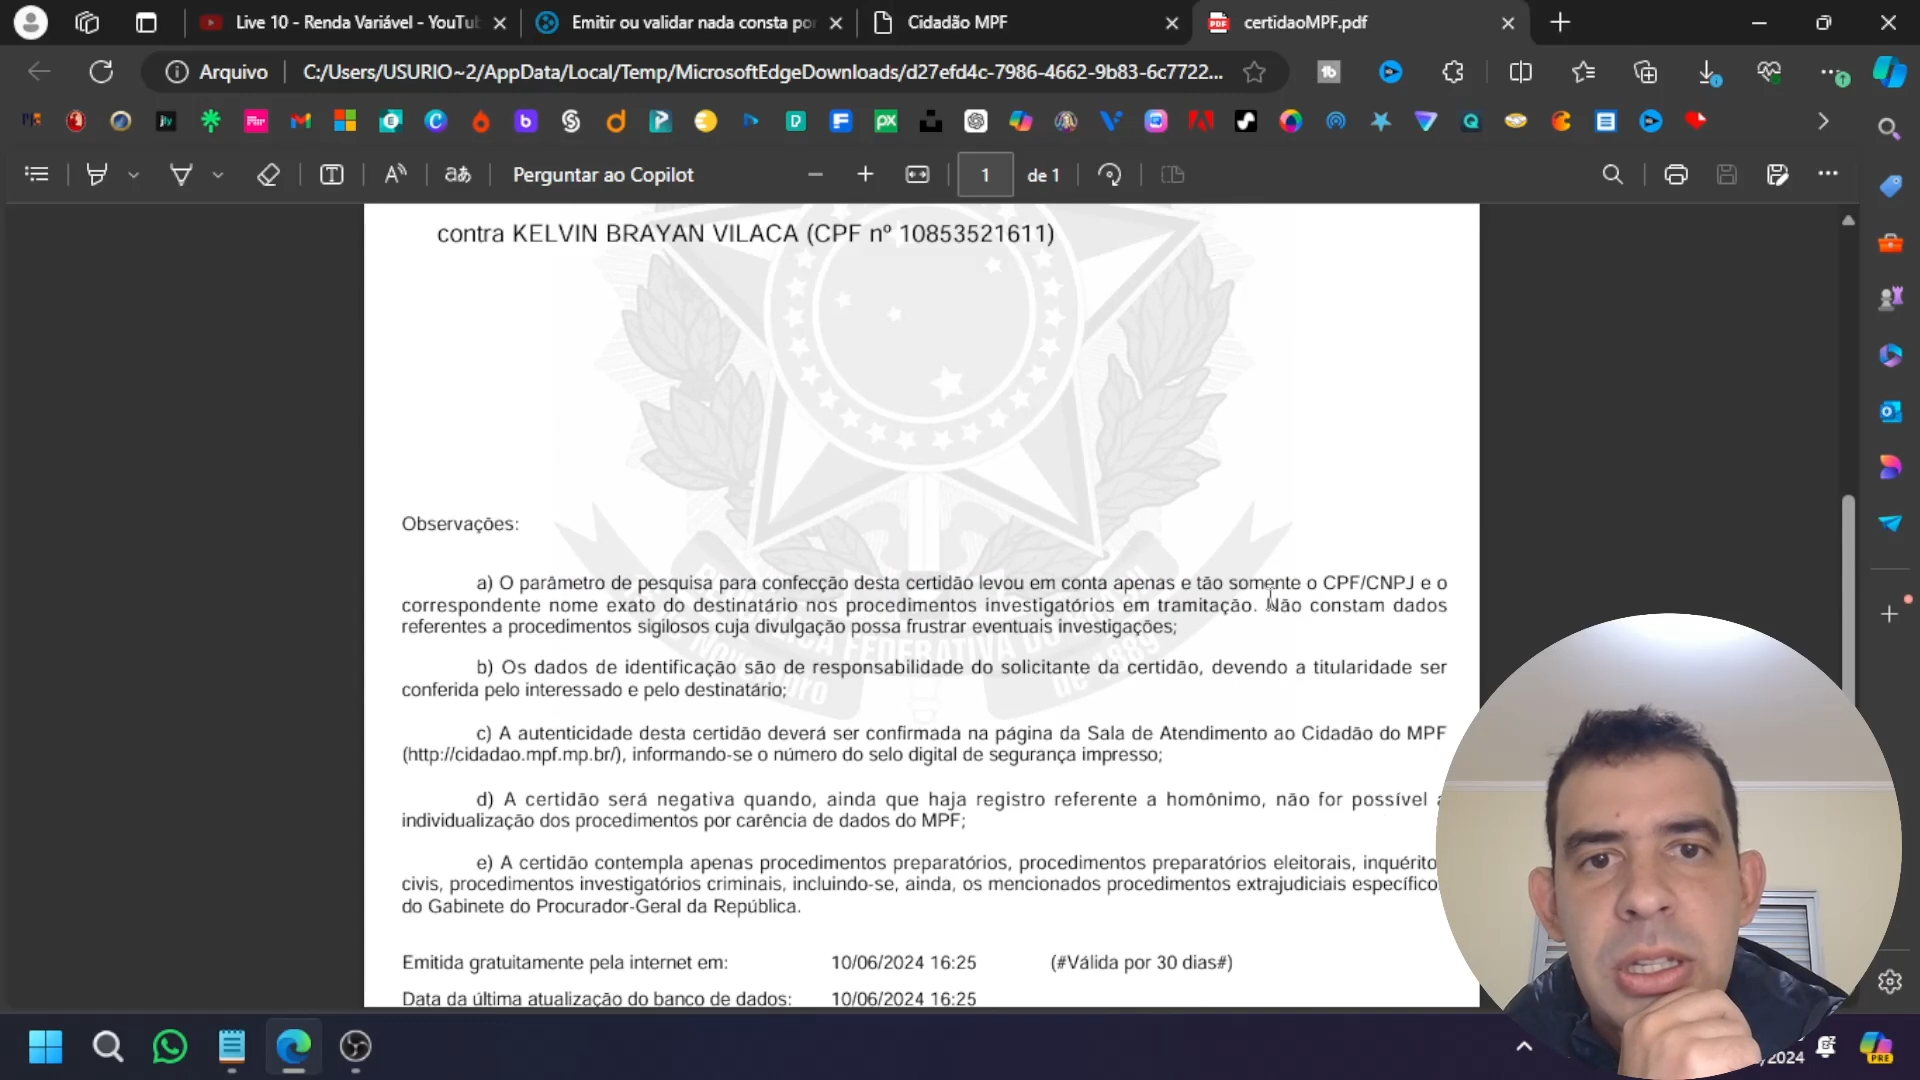 Live 10 - Renda Variável - YouTu
Emitir ou validar nada consta po
Cidadão MPF
certidaoMPF.pdf
Arquivo
C:/Users/USURIO~2/AppData/Local/Temp/MicrosoftEdgeDownloads/d27efd4c-7986-4662-9b83-6c7722...
Perguntar ao Copilot
1
de 1
contra KELVIN BRAYAN VILACA (CPF nº 10853521611)
Observações:
a) O parâmetro de pesquisa para confecção desta certidão levou em conta apenas e tão somente o CPF/CNPJ e o
correspondente nome exato do destinatário nos procedimentos investigatórios em tramitação. Não constam dados
referentes a procedimentos sigilosos cuja divulgação possa frustrar eventuais investigações;
b) Os dados de identificação são de responsabilidade do solicitante da certidão, devendo a titularidade ser
conferida pelo interessado e pelo destinatário;
c) A autenticidade desta certidão deverá ser confirmada na página da Sala de Atendimento ao Cidadão do MPF
(http://cidadao.mpf.mp.br/), informando-se o número do selo digital de segurança impresso;
d) A certidão será negativa quando, ainda que haja registro referente a homônimo, não for possível a
individualização dos procedimentos por carência de dados do MPF;
e) A certidão contempla apenas procedimentos preparatórios, procedimentos preparatórios eleitorais, inquérito
civis, procedimentos investigatórios criminais, incluindo-se, ainda, os mencionados procedimentos extrajudiciais específico
do Gabinete do Procurador-Geral da República.
Emitida gratuitamente pela internet em: 10/06/2024 16:25 (#Válida por 30 dias#)
Data da última atualização do banco de dados: 10/06/2024 16:25
/2024
PRE